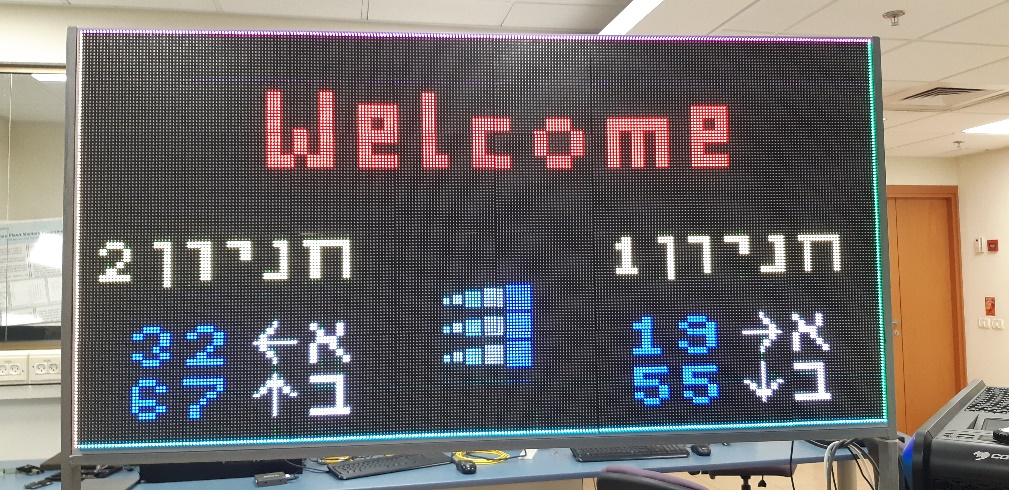 Welcome
חניון 1
א → 19
ב ↓ 55
חניון 2
א ← 32
ב ↑ 67